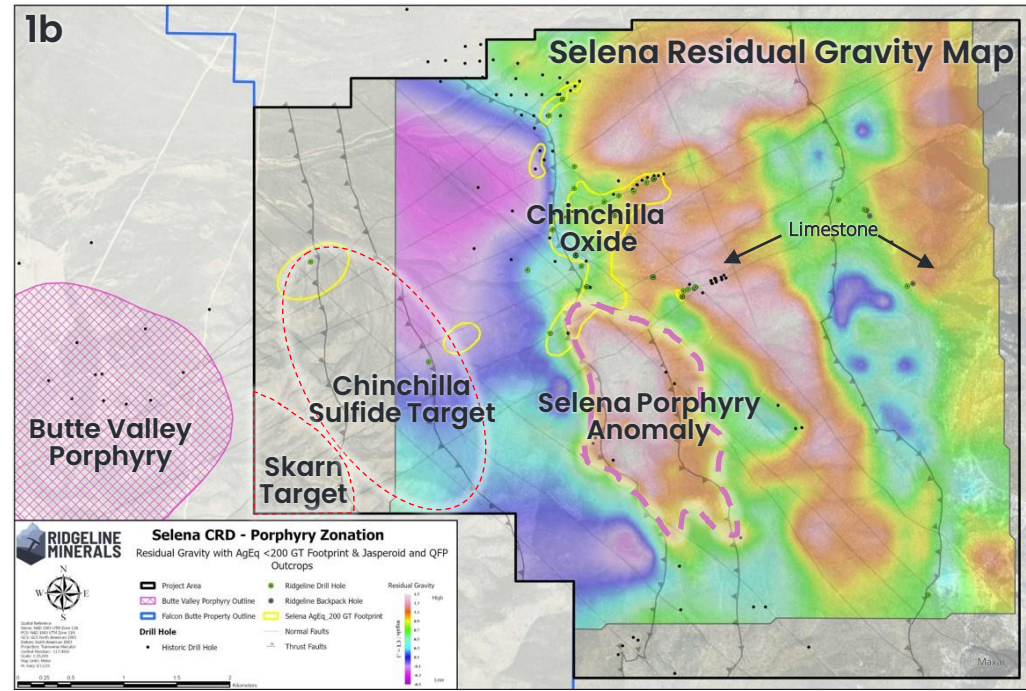 1b
Selena Residual Gravity Map
Chinchilla
Oxide
Limestone
Chinchilla
Sulfide Target
Selena Porphyry
Anomaly
Butte Valley
Porphyry
Skarn
Target
RIDGELINE
MINERALS
Selena CRD - Porphyry Zonation
Residual Gravity with AgEq <200 GT Footprint & Jasperoid and QFP
Outcrops
N
W
E
S
Project Area
Butte Valley Porphyry Outline
Falcon Butte Property Outline
Drill Hole
Historic Drill Hole
Ridgeline Drill Hole
Ridgeline Backpack Hole
Selena AgEq_200 GT Footprint
Normal Faults
Thrust Faults
Residual Gravity
High
Low
0 0.25 0.5 1 1.5 2
Kilometers
Maxar